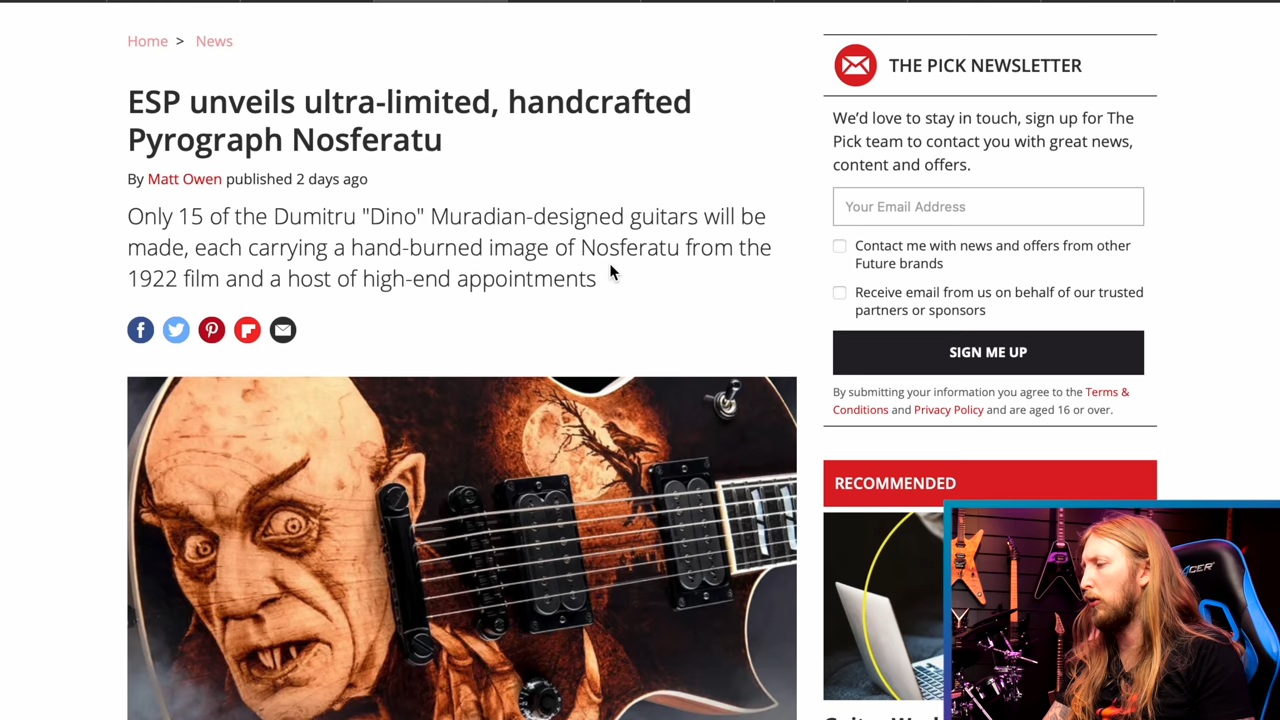 Home > News
ESP unveils ultra-limited, handcrafted
Pyrograph Nosferatu
By Matt Owen published 2 days ago
Only 15 of the Dumitru "Dino" Muradian-designed guitars will be
made, each carrying a hand-burned image of Nosferatu from the
1922 film and a host of high-end appointments
THE PICK NEWSLETTER
We’d love to stay in touch, sign up for The
Pick team to contact you with great news,
content and offers.
Your Email Address
Contact me with news and offers from other
Future brands
Receive email from us on behalf of our trusted
partners or sponsors
SIGN ME UP
By submitting your information you agree to the Terms &
Conditions and Privacy Policy and are aged 16 or over.
RECOMMENDED